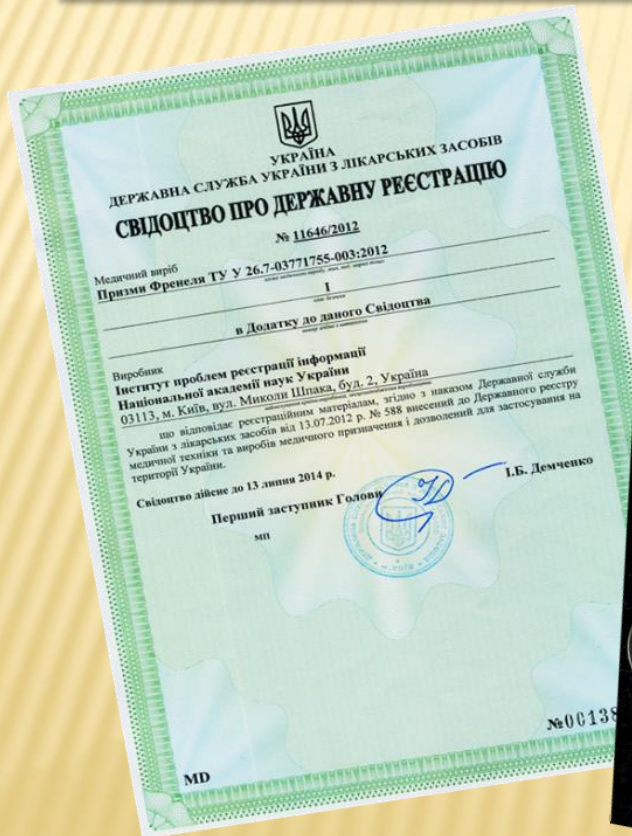 УКРАЇНА
ДЕРЖАВНА СЛУЖБА УКРАЇНИ З ЛІКАРСЬКИХ ЗАСОБІВ
СВІДОЦТВО ПРО ДЕРЖАВНУ РЕЄСТРАЦІЮ
№ 11646/2012
Медичний виріб
Призми Френеля ТУ У 26.7-03771755-003:2012
I
в Додатку до даного Свідоцтва
Виробник
Інститут проблем реєстрації інформації
Національної академії наук України
03113, м. Київ, вул. Миколи Шпака, буд. 2, Україна
що відповідає реєстраційним матеріалам, згідно з наказом Державної служби
України з лікарських засобів від 13.07.2012 р. № 588 внесений до Державного реєстру
медичної техніки та виробів медичного призначення і дозволений для застосування на
території України.
Свідоцтво дійсне до 13 липня 2014 р.
Перший заступник Голови
І.Б. Демченко
МП
№00138
MD